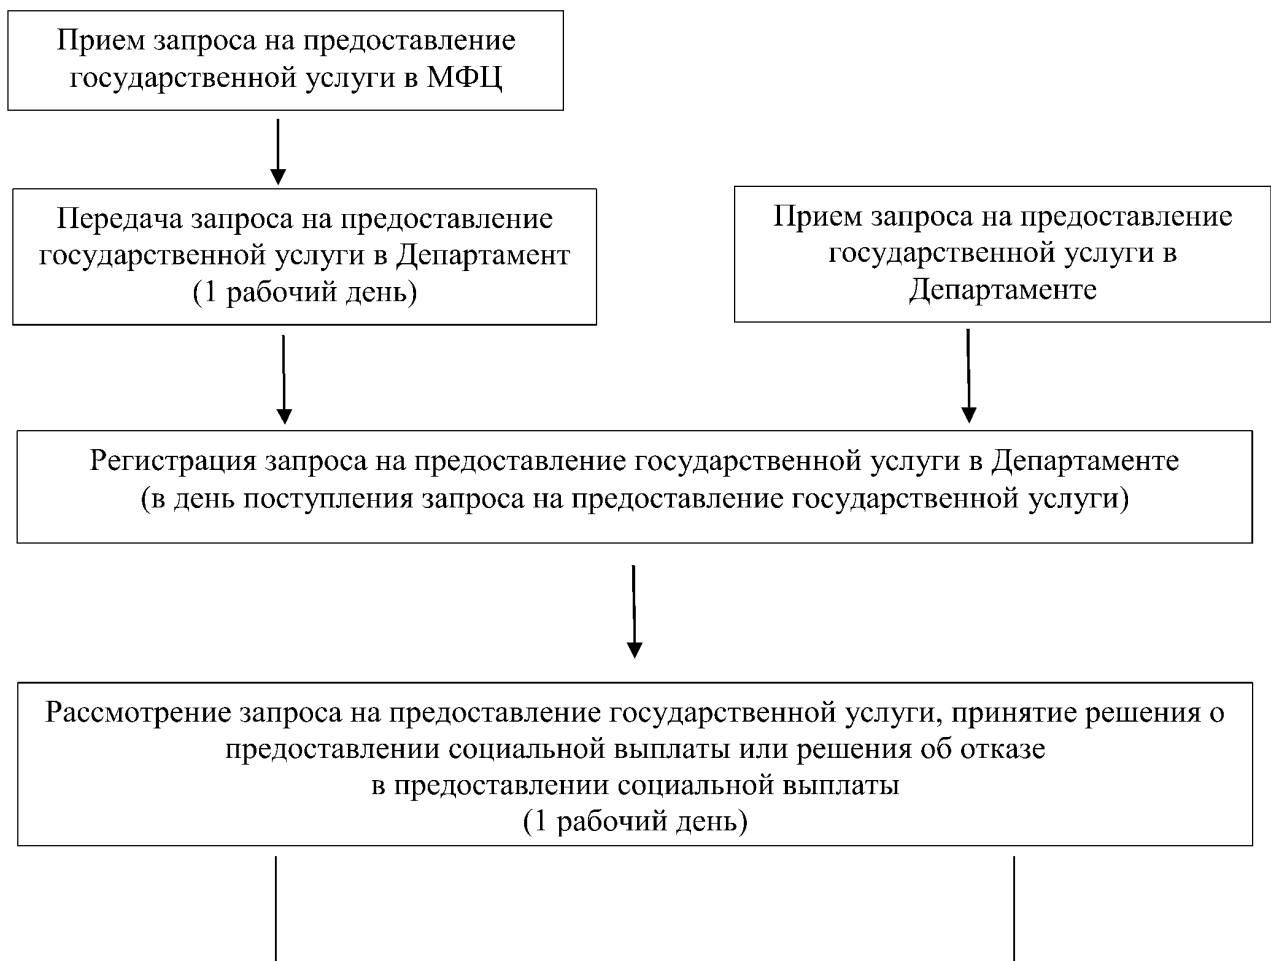 Прием запроса на предоставление
государственной услуги в МФЦ
Передача запроса на предоставление
государственной услуги в Департамент
(1 рабочий день)
Прием запроса на предоставление
государственной услуги в
Департаменте
Регистрация запроса на предоставление государственной услуги в Департаменте
(в день поступления запроса на предоставление государственной услуги)
Рассмотрение запроса на предоставление государственной услуги, принятие решения о
предоставлении социальной выплаты или решения об отказе
в предоставлении социальной выплаты
(1 рабочий день)